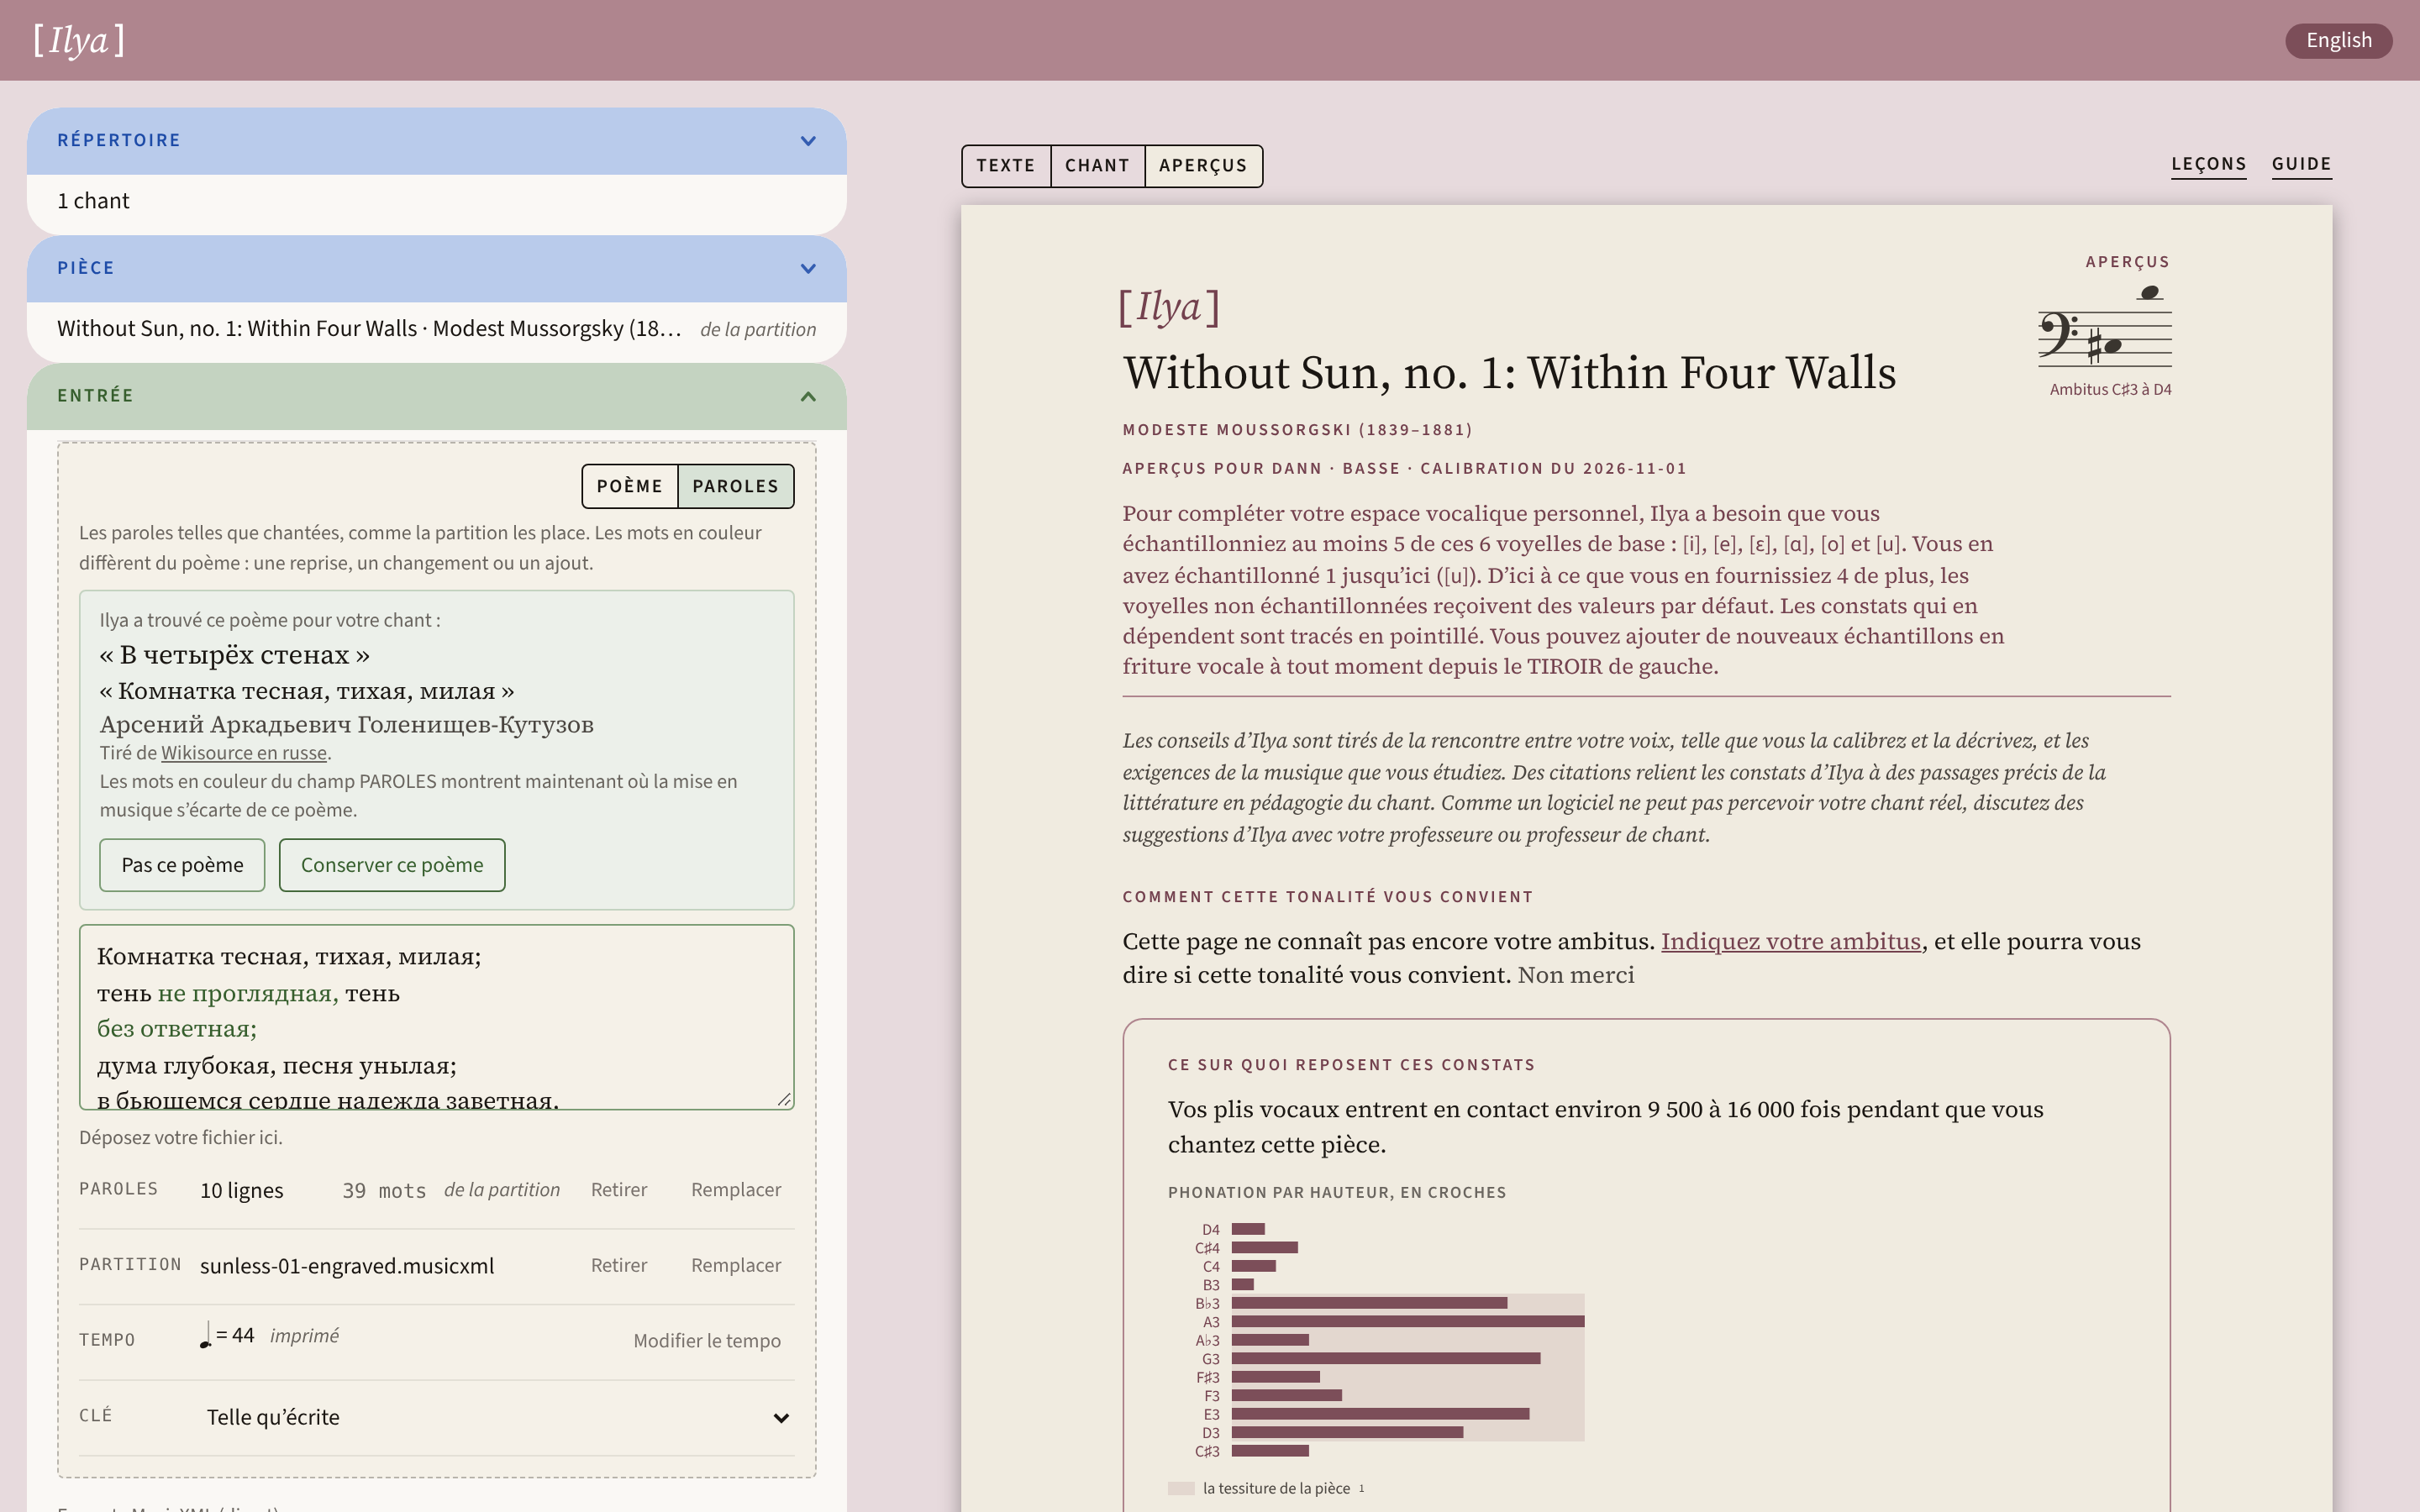 [Ilya]
English
RÉPERTOIRE
1 chant
PIÈCE
Without Sun, no. 1: Within Four Walls · Modest Mussorgsky (18… de la partition
ENTRÉE
POÈME PAROLES
Les paroles telles que chantées, comme la partition les place. Les mots en couleur
diffèrent du poème : une reprise, un changement ou un ajout.
Ilya a trouvé ce poème pour votre chant :
« В четырёх стенах »
« Комнатка тесная, тихая, милая »
Арсений Аркадьевич Голенищев-Кутузов
Tiré de Wikisource en russe.
Les mots en couleur du champ PAROLES montrent maintenant où la mise en
musique s’écarte de ce poème.
Pas ce poème Conserver ce poème
Комнатка тесная, тихая, милая;
тень не проглядная, тень
без ответная;
дума глубокая, песня унылая;
в бьющемся сердце надежда заветная.
Déposez votre fichier ici.
PAROLES 10 lignes 39 mots de la partition Retirer Remplacer
PARTITION sunless-01-engraved.musicxml Retirer Remplacer
TEMPO = 44 imprimé Modifier le tempo
CLÉ Telle qu’écrite
TEXTE CHANT APERÇUS
LEÇONS GUIDE
APERÇUS
[Ilya]
Without Sun, no. 1: Within Four Walls
Ambitus C♯3 à D4
MODESTE MOUSSORGSKI (1839–1881)
APERÇUS POUR DANN · BASSE · CALIBRATION DU 2026-11-01
Pour compléter votre espace vocalique personnel, Ilya a besoin que vous
échantillonniez au moins 5 de ces 6 voyelles de base : [i], [e], [ɛ], [ɑ], [o] et [u]. Vous en
avez échantillonné 1 jusqu’ici ([u]). D’ici à ce que vous en fournissiez 4 de plus, les
voyelles non échantillonnées reçoivent des valeurs par défaut. Les constats qui en
dépendent sont tracés en pointillé. Vous pouvez ajouter de nouveaux échantillons en
friture vocale à tout moment depuis le TIROIR de gauche.
Les conseils d’Ilya sont tirés de la rencontre entre votre voix, telle que vous la calibrez et la décrivez, et les
exigences de la musique que vous étudiez. Des citations relient les constats d’Ilya à des passages précis de la
littérature en pédagogie du chant. Comme un logiciel ne peut pas percevoir votre chant réel, discutez des
suggestions d’Ilya avec votre professeure ou professeur de chant.
COMMENT CETTE TONALITÉ VOUS CONVIENT
Cette page ne connaît pas encore votre ambitus. Indiquez votre ambitus, et elle pourra vous
dire si cette tonalité vous convient. Non merci
CE SUR QUOI REPOSENT CES CONSTATS
Vos plis vocaux entrent en contact environ 9 500 à 16 000 fois pendant que vous
chantez cette pièce.
PHONATION PAR HAUTEUR, EN CROCHES
D4
C♯4
C4
B3
B♭3
A3
A♭3
G3
F♯3
F3
E3
D3
C♯3
la tessiture de la pièce 1